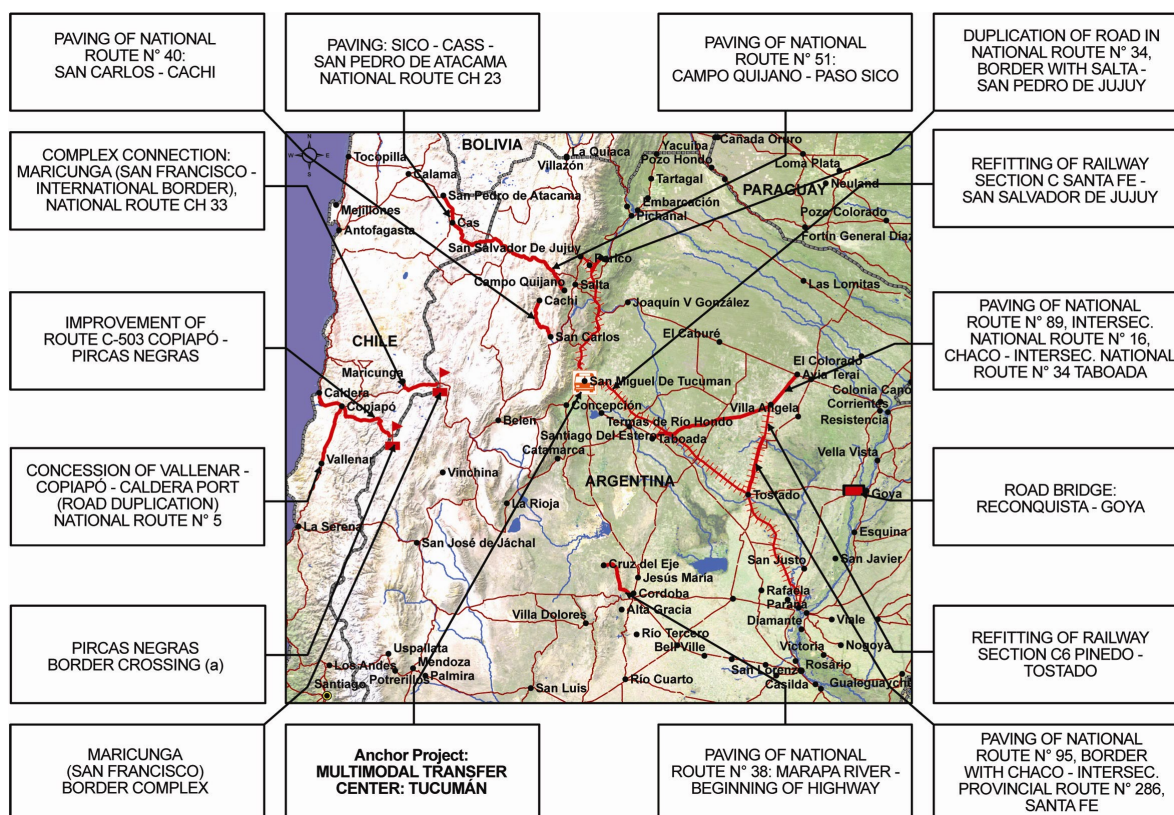 PAVING OF NATIONAL
ROUTE N° 40:
SAN CARLOS - CACHI
PAVING: SICO - CASS -
SAN PEDRO DE ATACAMA
NATIONAL ROUTE CH 23
PAVING OF NATIONAL
ROUTE N° 51:
CAMPO QUIJANO - PASO SICO
DUPLICATION OF ROAD IN
NATIONAL ROUTE N° 34,
BORDER WITH SALTA -
SAN PEDRO DE JUJUY
COMPLEX CONNECTION:
MARICUNGA (SAN FRANCISCO -
INTERNATIONAL BORDER),
NATIONAL ROUTE CH 33
IMPROVEMENT OF
ROUTE C-503 COPIAPÓ -
PIRCAS NEGRAS
CONCESSION OF VALLENAR -
COPIAPÓ - CALDERA PORT
(ROAD DUPLICATION)
NATIONAL ROUTE N° 5
PIRCAS NEGRAS
BORDER CROSSING (a)
MARICUNGA
(SAN FRANCISCO)
BORDER COMPLEX
N
W
E
S
BOLIVIA
La Quiaca
Villazón
Yacuiba
Cañada Oruro
Pozo Hondo
Loma Plata
Tocopilla
Calama
Tartagal
PARAGUAY
Neuland
San Pedro de Atacama
Embarcación
Pichanal
Mejillones
Cas
Pozo Colorado
Antofagasta
Fortín General Díaz
San Salvador De Jujuy
Perico
Campo Quijano
Salta
Las Lomitas
Cachi
Joaquín V González
CHILE
San Carlos
El Caburé
El Colorado
Maricunga
Avia Terai
San Miguel De Tucuman
Caldera
Colonia Cano
Copiapó
Concepción
Villa Angela
Corrientes
Belén
Termas de Río Hondo
Resistencia
Santiago Del Estero
Taboada
Catamarca
Vallenar
Vella Vista
Vinchina
ARGENTINA
Tostado
Goya
La Rioja
La Serena
Esquina
San José de Jáchal
San Justo
San Javier
Cruz del Eje
Jesús María
Cordoba
Rafaela
Paraná
Villa Dolores
Alta Gracia
Diamante
Viale
Río Tercero
Uspallata
Bell Ville
Victoria
Nogoya
Los Andes
Mendoza
Rosário
Potrerillos
Palmira
San Lorenzo
Santiago
San Luis
Río Cuarto
Casilda
Gualeguaychú
REFITTING OF RAILWAY
SECTION C SANTA FE -
SAN SALVADOR DE JUJUY
PAVING OF NATIONAL
ROUTE N° 89, INTERSEC.
NATIONAL ROUTE N° 16,
CHACO - INTERSEC. NATIONAL
ROUTE N° 34 TABOADA
ROAD BRIDGE:
RECONQUISTA - GOYA
REFITTING OF RAILWAY
SECTION C6 PINEDO -
TOSTADO
Anchor Project:
MULTIMODAL TRANSFER
CENTER: TUCUMÁN
PAVING OF NATIONAL
ROUTE N° 38: MARAPA RIVER -
BEGINNING OF HIGHWAY
PAVING OF NATIONAL
ROUTE N° 95, BORDER
WITH CHACO - INTERSEC.
PROVINCIAL ROUTE N° 286,
SANTA FE